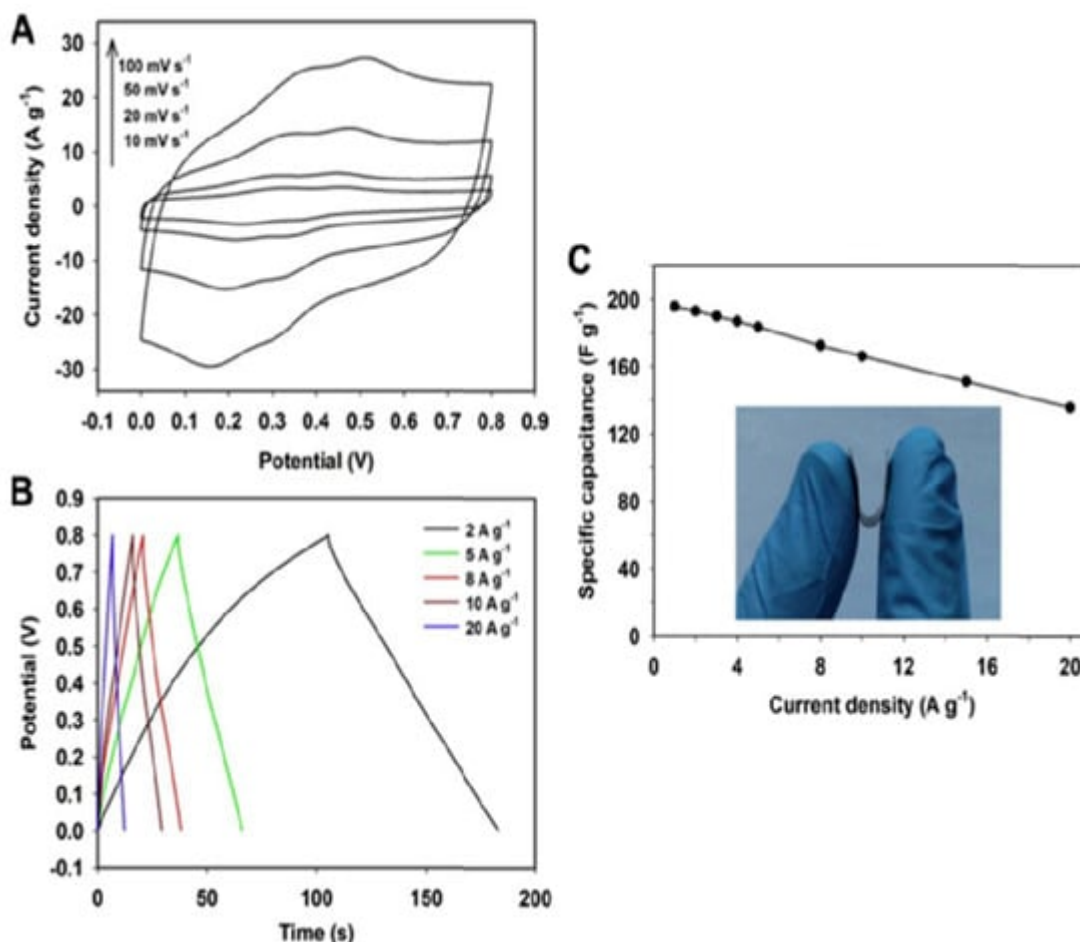 A
100 mV s⁻¹
50 mV s⁻¹
20 mV s⁻¹
10 mV s⁻¹
Current density (A g⁻¹)
30
20
10
0
-10
-20
-30
-0.1 0.0 0.1 0.2 0.3 0.4 0.5 0.6 0.7 0.8 0.9
Potential (V)
B
2 A g⁻¹
5 A g⁻¹
8 A g⁻¹
10 A g⁻¹
20 A g⁻¹
Potential (V)
0.9
0.8
0.7
0.6
0.5
0.4
0.3
0.2
0.1
0.0
-0.1
0 50 100 150 200
Time (s)
C
Specific capacitance (F g⁻¹)
200
160
120
80
40
0
0 4 8 12 16 20
Current density (A g⁻¹)